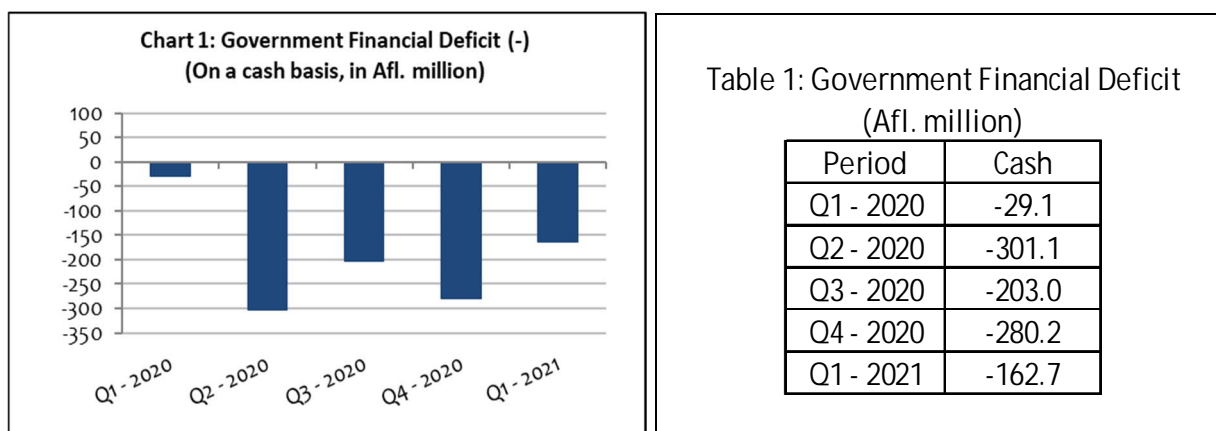 Chart 1: Government Financial Deficit (-)
(On a cash basis, in Afl. million)
100
50
0
-50
-100
-150
-200
-250
-300
-350
Q1 - 2020
Q2 - 2020
Q3 - 2020
Q4 - 2020
Q1 - 2021
Table 1: Government Financial Deficit
(Afl. million)
Period Cash
Q1 - 2020 -29.1
Q2 - 2020 -301.1
Q3 - 2020 -203.0
Q4 - 2020 -280.2
Q1 - 2021 -162.7